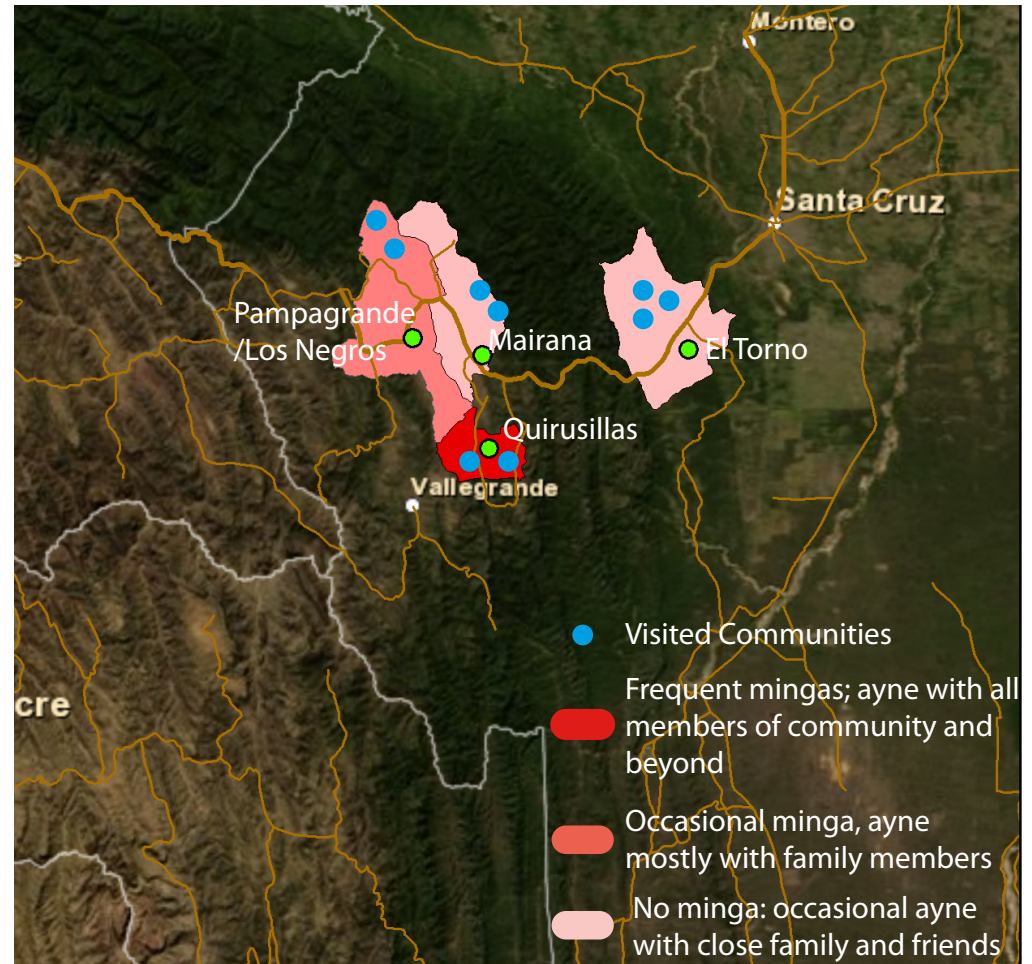 Montero
Santa Cruz
Pampagrande
/Los Negros
Mairana
El Torno
Quirusillas
Vallegrande
Visited Communities
cre
Frequent mingas; ayne with all
members of community and
beyond
Occasional minga, ayne
mostly with family members
No minga: occasional ayne
with close family and friends